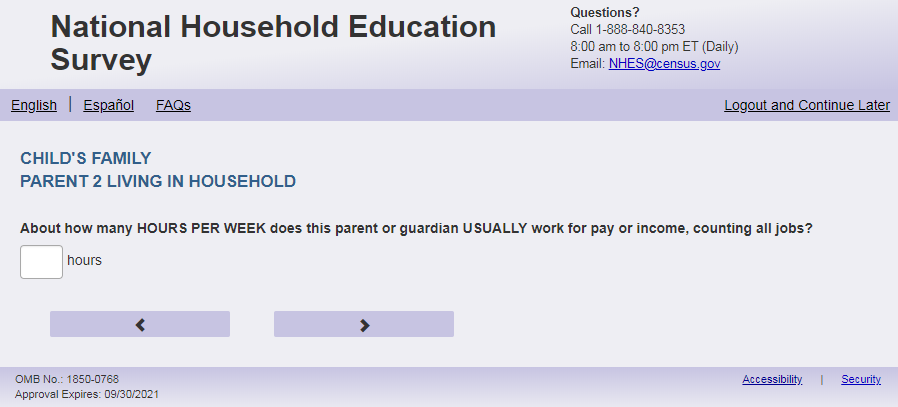 National Household Education
Survey
Questions?
Call 1-888-840-8353
8:00 am to 8:00 pm ET (Daily)
Email: NHES@census.gov
English | Español FAQs Logout and Continue Later
CHILD'S FAMILY
PARENT 2 LIVING IN HOUSEHOLD
About how many HOURS PER WEEK does this parent or guardian USUALLY work for pay or income, counting all jobs?
hours
OMB No.: 1850-0768
Approval Expires: 09/30/2021
Accessibility | Security